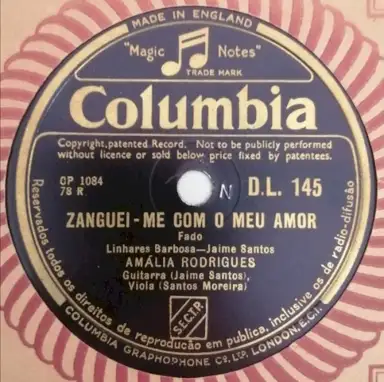 MADE IN ENGLAND
"Magic Notes"
TRADE MARK
Columbia
Copyright, patented Record. Not to be publicly performed
without licence or sold below price fixed by patentees.
CP 1084
78 R
N
D.L. 145
ZANGUEI-ME COM O MEU AMOR
Fado
Linhares Barbosa—Jaime Santos
AMÁLIA RODRIGUES
Guitarra (Jaime Santos),
Viola (Santos Moreira)
S.E.C.T.R.
Reservados todos os direitos de reprodução em publica, inclusive os de radio-difusão
COLUMBIA GRAPHOPHONE Co. LTD. LONDON, E.C.1.